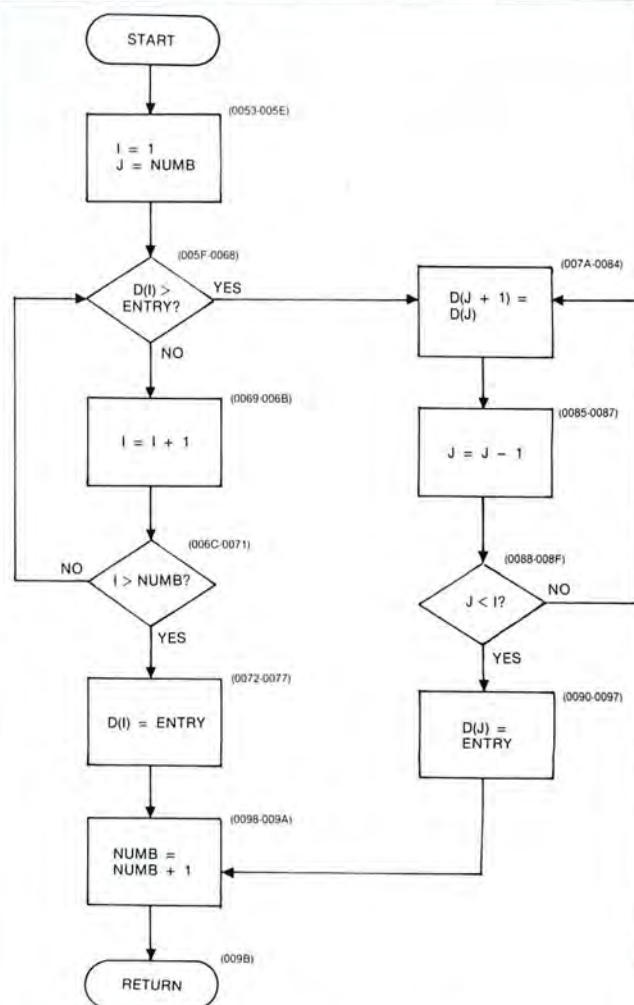 START
(0053-005E)
I = 1
J = NUMB
(005F-0068)
D(I) >
ENTRY?
YES
NO
(0069-006B)
I = I + 1
(006C-0071)
NO
I > NUMB?
YES
(0072-0077)
D(I) = ENTRY
(0098-009A)
NUMB =
NUMB + 1
(009B)
RETURN
(007A-0084)
D(J + 1) =
D(J)
(0085-0087)
J = J − 1
(0088-008F)
J < I?
NO
YES
(0090-0097)
D(J) =
ENTRY